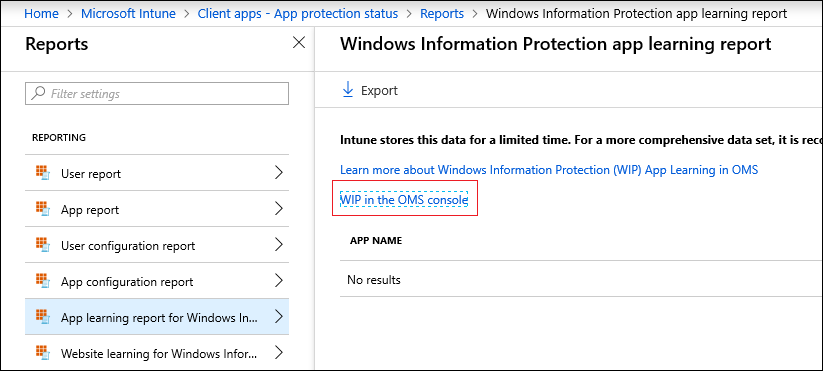 Home > Microsoft Intune > Client apps - App protection status > Reports > Windows Information Protection app learning report
Reports
Filter settings
REPORTING
User report
App report
User configuration report
App configuration report
App learning report for Windows In...
Website learning for Windows Infor...
Windows Information Protection app learning report
Export
Intune stores this data for a limited time. For a more comprehensive data set, it is reco
Learn more about Windows Information Protection (WIP) App Learning in OMS
WIP in the OMS console
APP NAME
No results